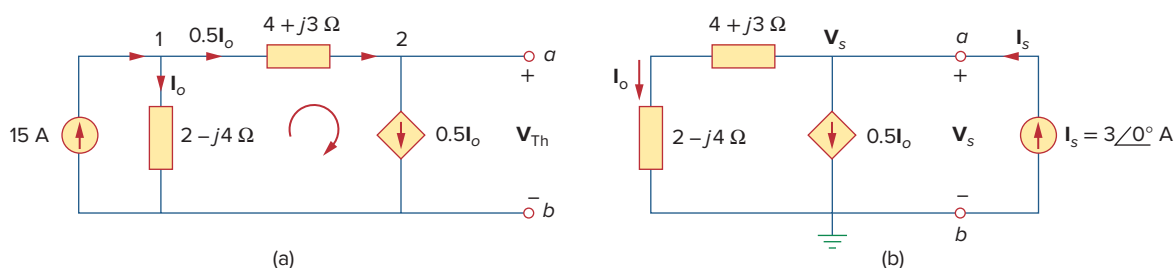 1
0.5I_o
4 + j3 Ω
2
a
+
I_o
15 A
2 – j4 Ω
0.5I_o
V_Th
–
b
(a)
4 + j3 Ω
V_s
a
I_s
+
I_o
2 – j4 Ω
0.5I_o
V_s
I_s = 3∠0° A
–
b
(b)